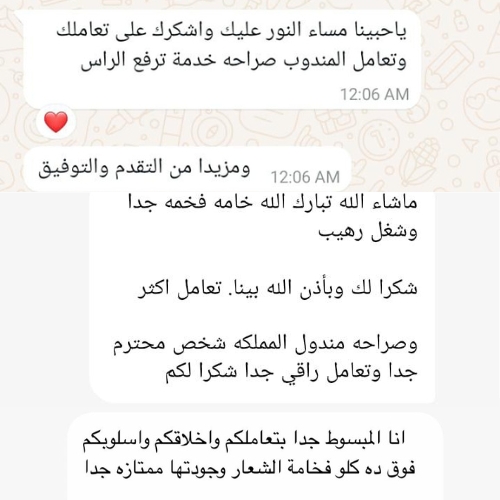 ياحبينا مساء النور عليك واشكرك على تعاملك
وتعامل المندوب صراحه خدمة ترفع الراس
12:06 AM
ومزيدا من التقدم والتوفيق 12:06 AM
ماشاء الله تبارك الله خامه فخمه جدا
وشغل رهيب
شكرا لك وبأذن الله بينا. تعامل اكثر
وصراحه مندول المملكه شخص محترم
جدا وتعامل راقي جدا شكرا لكم
انا المبسوط جدا بتعاملكم واخلاقكم واسلوبكم
فوق ده كلو فخامة الشعار وجودتها ممتازه جدا